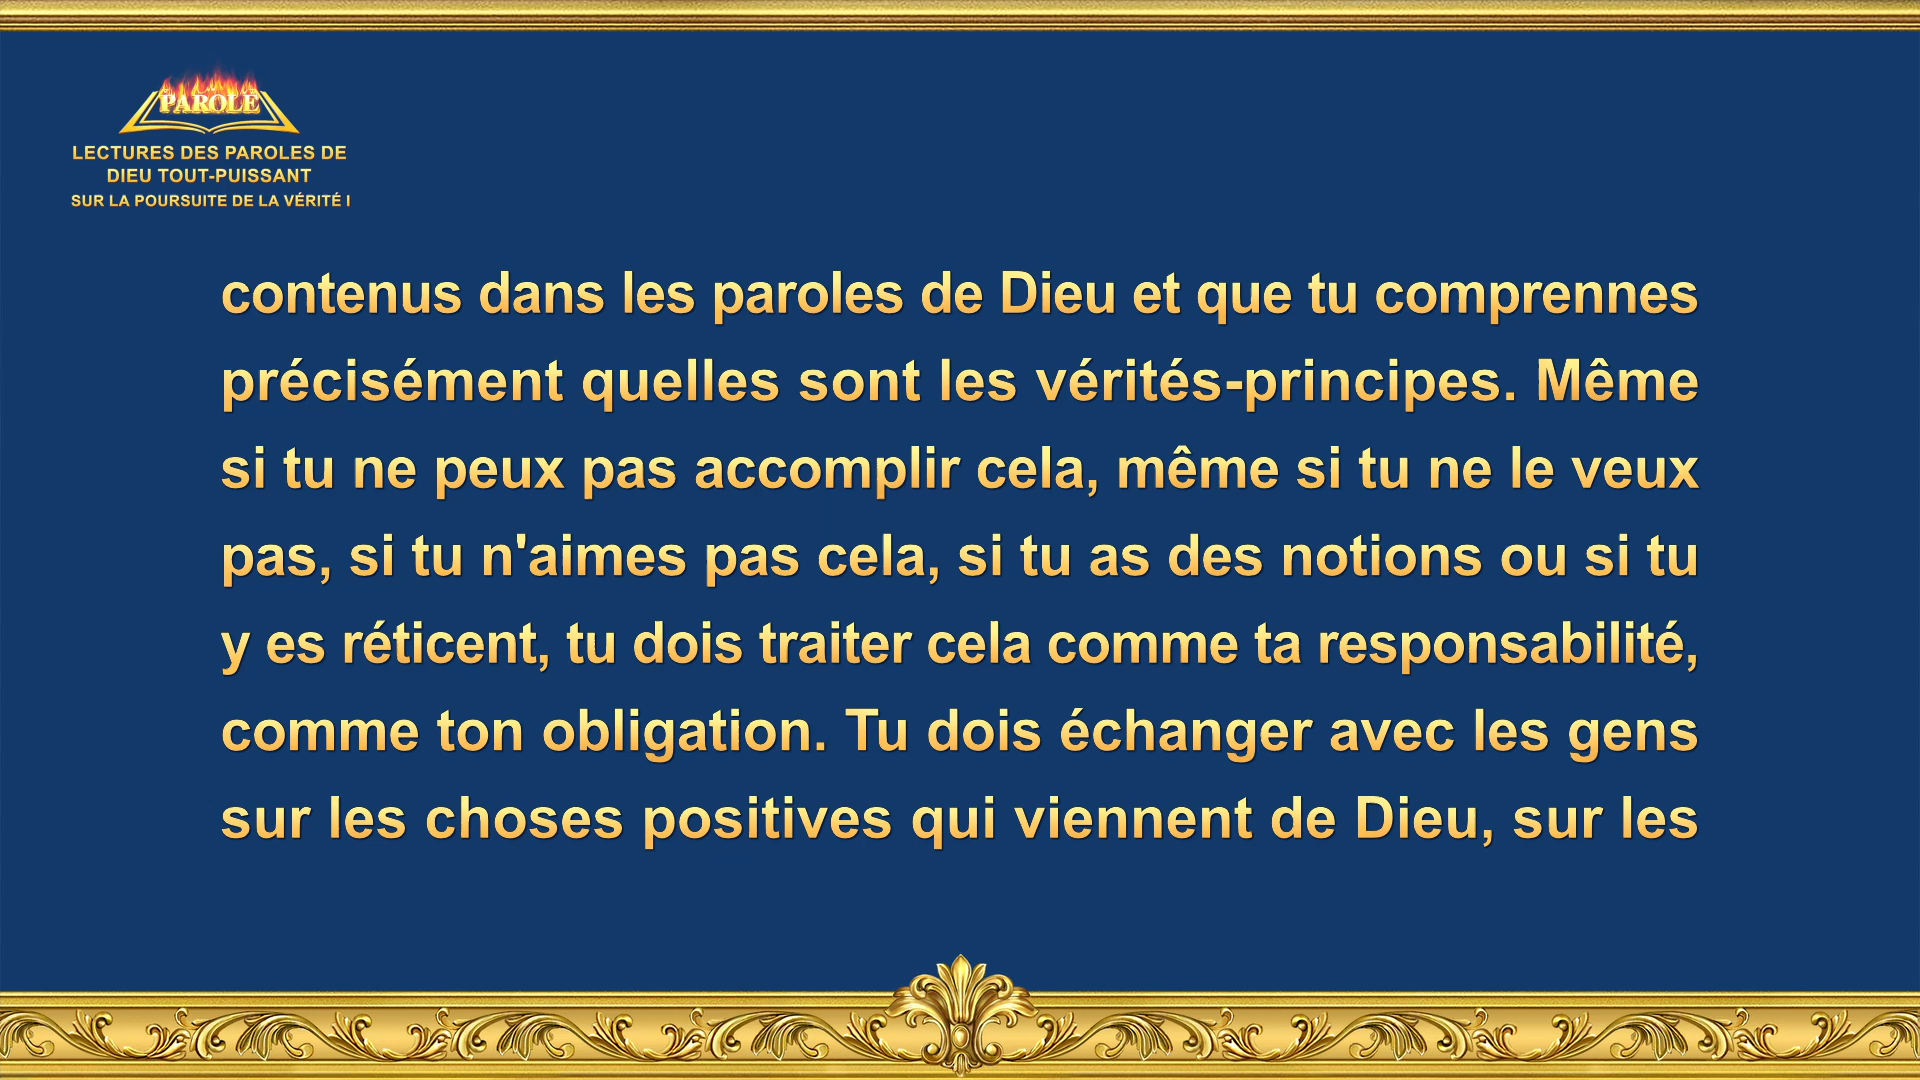 PAROLE
LECTURES DES PAROLES DE
DIEU TOUT-PUISSANT
SUR LA POURSUITE DE LA VÉRITÉ I
contenus dans les paroles de Dieu et que tu comprennes
précisément quelles sont les vérités-principes. Même
si tu ne peux pas accomplir cela, même si tu ne le veux
pas, si tu n'aimes pas cela, si tu as des notions ou si tu
y es réticent, tu dois traiter cela comme ta responsabilité,
comme ton obligation. Tu dois échanger avec les gens
sur les choses positives qui viennent de Dieu, sur les